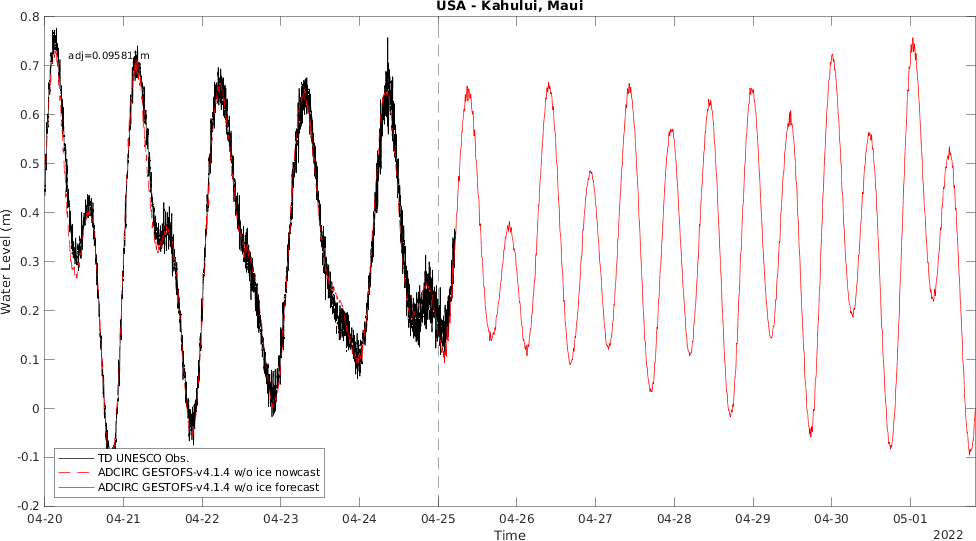 USA - Kahului, Maui
adj=0.09581 m
Water Level (m)
0.8
0.7
0.6
0.5
0.4
0.3
0.2
0.1
0
-0.1
-0.2
TD UNESCO Obs.
ADCIRC GESTOFS-v4.1.4 w/o ice nowcast
ADCIRC GESTOFS-v4.1.4 w/o ice forecast
04-20 04-21 04-22 04-23 04-24 04-25 04-26 04-27 04-28 04-29 04-30 05-01
Time
2022